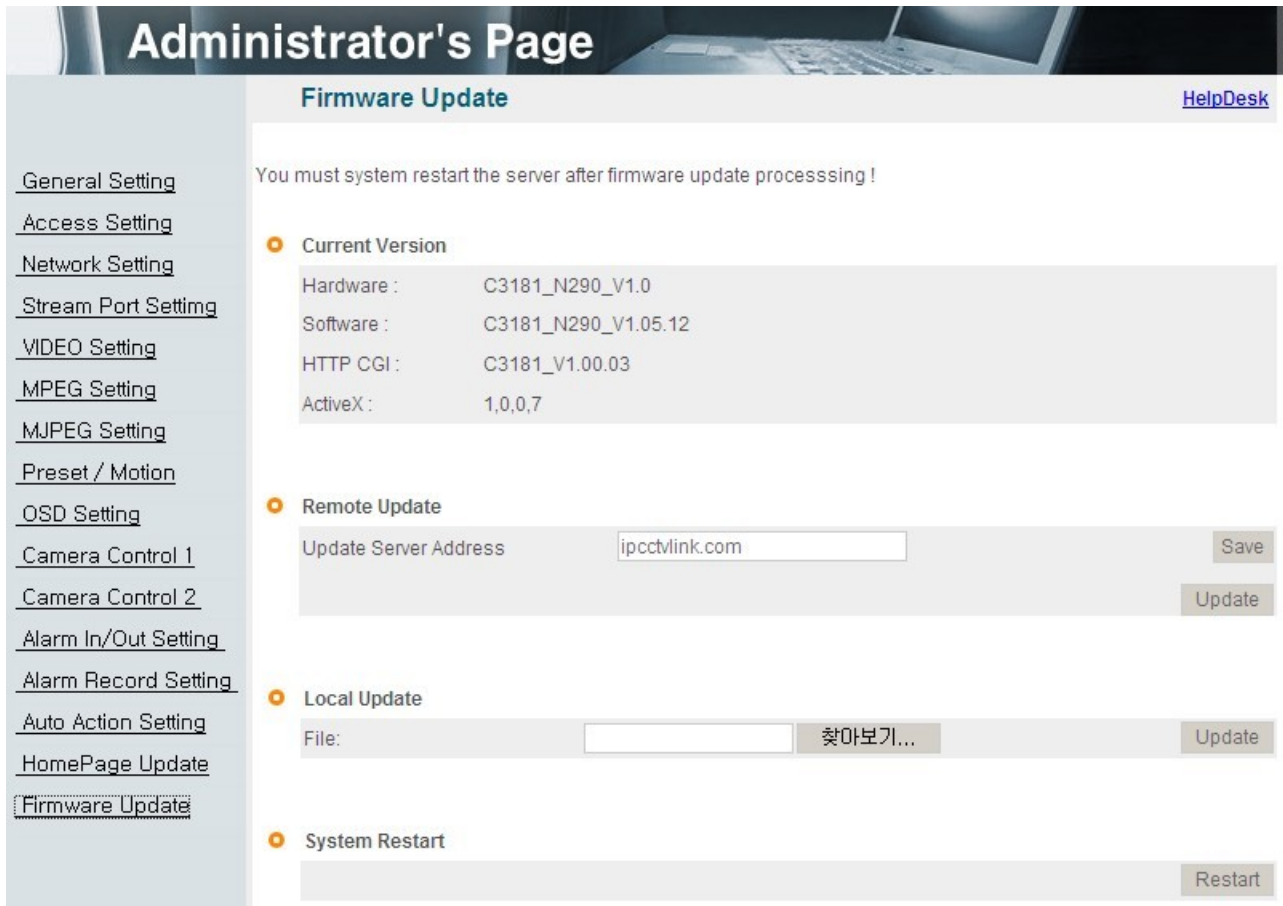 Administrator's Page
Firmware Update
HelpDesk
General Setting
Access Setting
Network Setting
Stream Port Settimg
VIDEO Setting
MPEG Setting
MJPEG Setting
Preset / Motion
OSD Setting
Camera Control 1
Camera Control 2
Alarm In/Out Setting
Alarm Record Setting
Auto Action Setting
HomePage Update
Firmware Update
You must system restart the server after firmware update processsing !
Current Version
Hardware : C3181_N290_V1.0
Software : C3181_N290_V1.05.12
HTTP CGI : C3181_V1.00.03
ActiveX : 1,0,0,7
Remote Update
Update Server Address ipcctvlink.com Save
Update
Local Update
File: 찾아보기... Update
System Restart
Restart